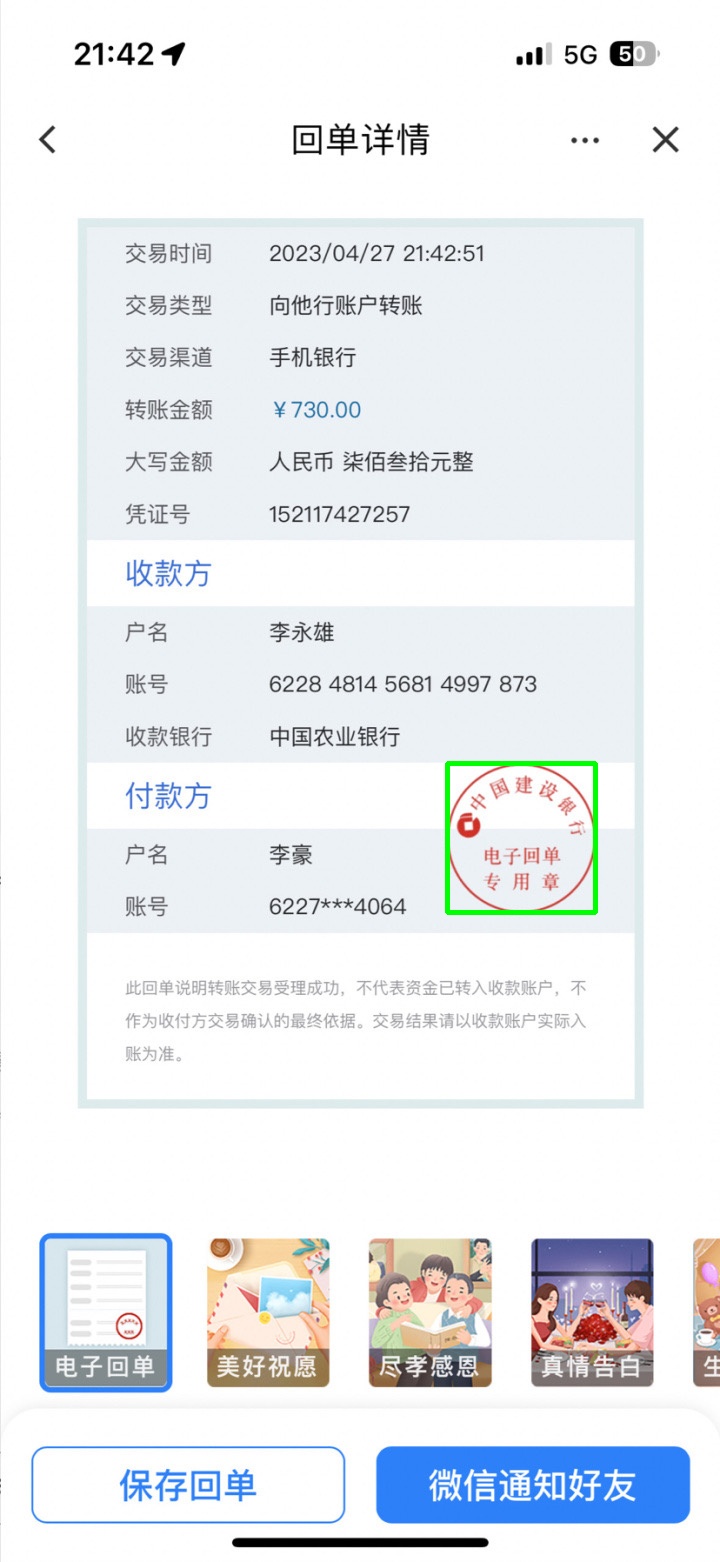 21:42
5G
50
回单详情
交易时间 2023/04/27 21:42:51
交易类型 向他行账户转账
交易渠道 手机银行
转账金额 ￥730.00
大写金额 人民币 柒佰叁拾元整
凭证号 152117427257
收款方
户名 李永雄
账号 6228 4814 5681 4997 873
收款银行 中国农业银行
付款方
中国建设银行
电子回单
专用章
户名 李豪
账号 6227***4064
此回单说明转账交易受理成功，不代表资金已转入收款账户，不
作为收付方交易确认的最终依据。交易结果请以收款账户实际入
账为准。
电子回单
美好祝愿
尽孝感恩
真情告白
保存回单
微信通知好友